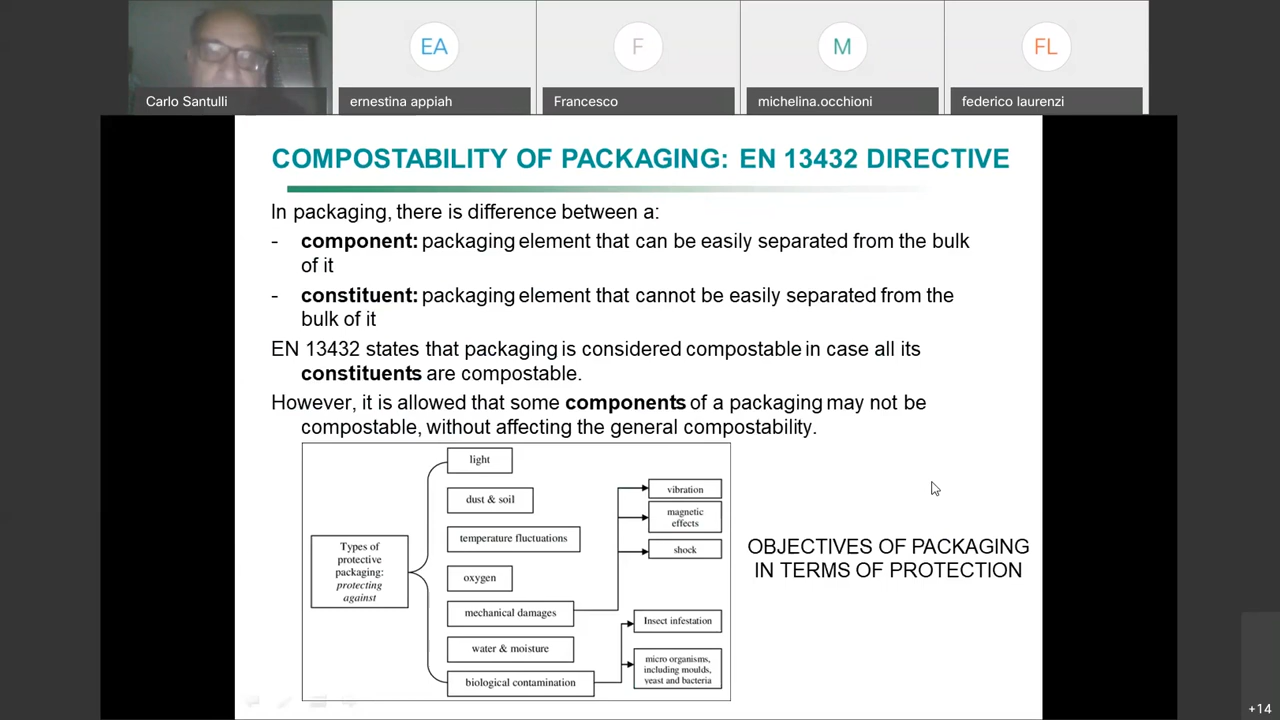 EA
F
M
FL
Carlo Santulli
ernestina appiah
Francesco
michelina.occhioni
federico laurenzi
COMPOSTABILITY OF PACKAGING: EN 13432 DIRECTIVE
In packaging, there is difference between a:
- component: packaging element that can be easily separated from the bulk
of it
- constituent: packaging element that cannot be easily separated from the
bulk of it
EN 13432 states that packaging is considered compostable in case all its
constituents are compostable.
However, it is allowed that some components of a packaging may not be
compostable, without affecting the general compostability.
Types of
protective
packaging:
protecting
against
light
dust & soil
temperature fluctuations
oxygen
mechanical damages
water & moisture
biological contamination
vibration
magnetic
effects
shock
Insect infestation
micro organisms,
including moulds,
yeast and bacteria
OBJECTIVES OF PACKAGING
IN TERMS OF PROTECTION
+14